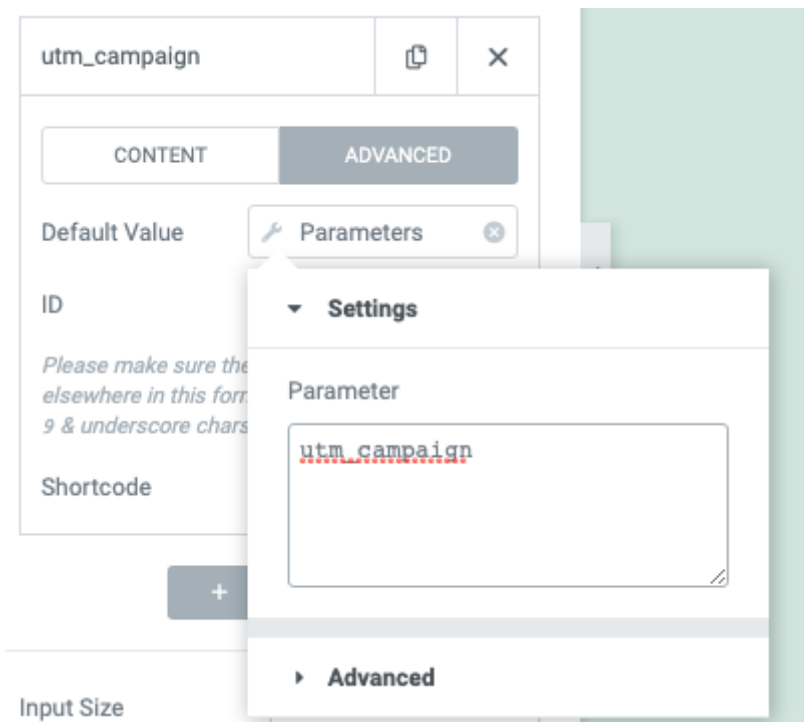 utm_campaign
CONTENT
ADVANCED
Default Value
Parameters
ID
Settings
Please make sure the
elsewhere in this
9 & underscore chars
Parameter
utm_campaign
Shortcode
+
Advanced
Input Size